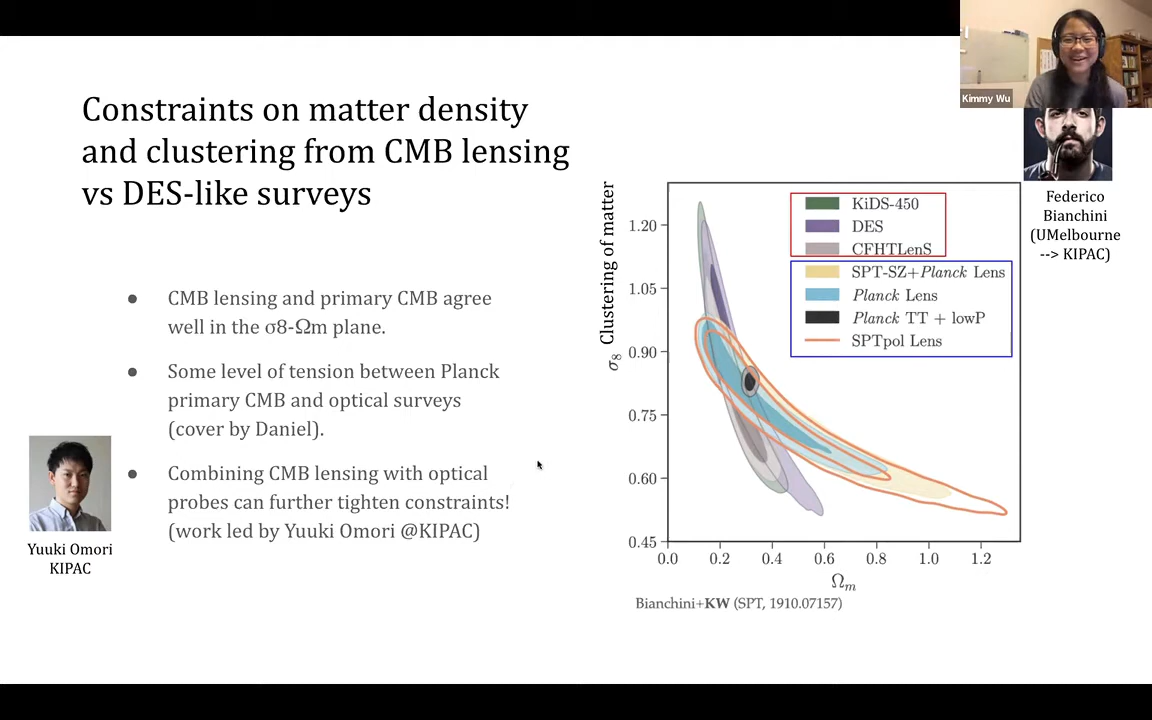 Kimmy Wu
Constraints on matter density
and clustering from CMB lensing
vs DES-like surveys
Federico
Bianchini
(UMelbourne
--> KIPAC)
● CMB lensing and primary CMB agree
well in the σ8-Ωm plane.
● Some level of tension between Planck
primary CMB and optical surveys
(cover by Daniel).
● Combining CMB lensing with optical
probes can further tighten constraints!
(work led by Yuuki Omori @KIPAC)
Yuuki Omori
KIPAC
σ8 Clustering of matter
KiDS-450
DES
CFHTLenS
SPT-SZ+Planck Lens
Planck Lens
Planck TT + lowP
SPTpol Lens
1.20
1.05
0.90
0.75
0.60
0.45
0.0 0.2 0.4 0.6 0.8 1.0 1.2
Ωm
Bianchini+KW (SPT, 1910.07157)